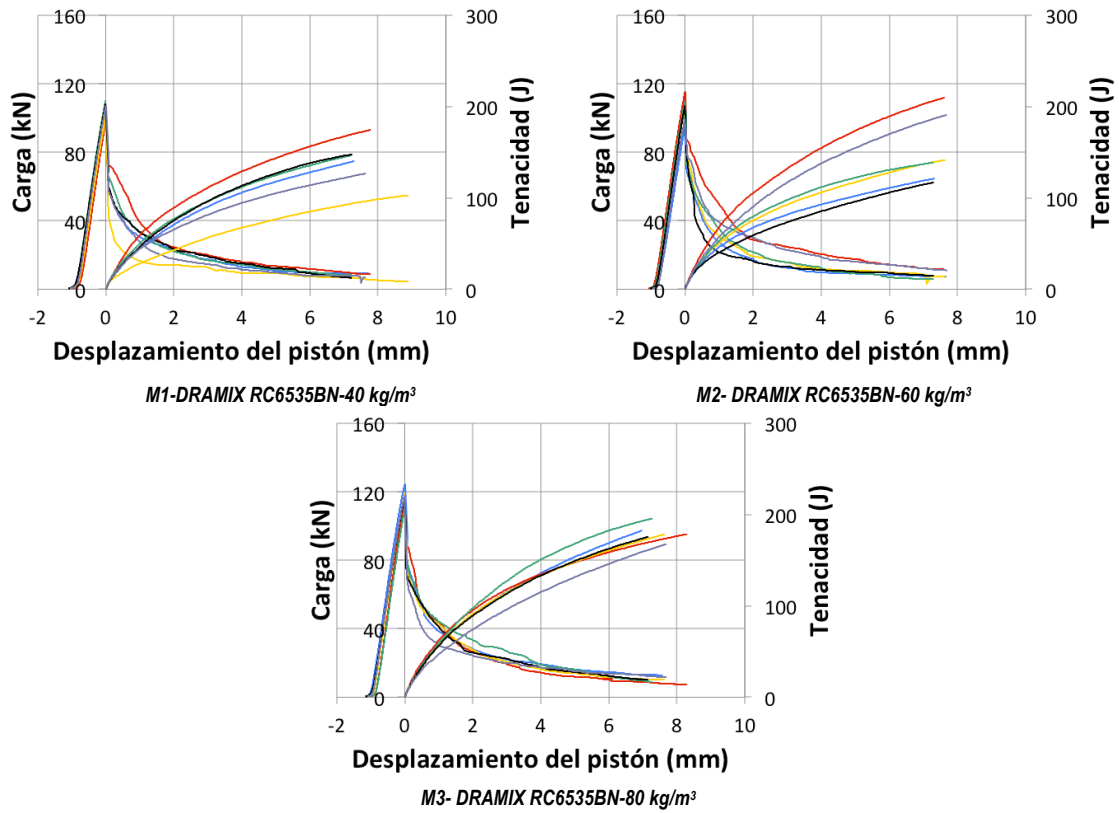 160
120
80
40
0
Carga (kN)
300
200
100
0
Tenacidad (J)
-2 0 2 4 6 8 10
Desplazamiento del pistón (mm)
M1-DRAMIX RC6535BN-40 kg/m³
160
120
80
40
0
Carga (kN)
300
200
100
0
Tenacidad (J)
-2 0 2 4 6 8 10
Desplazamiento del pistón (mm)
M2- DRAMIX RC6535BN-60 kg/m³
160
120
80
40
0
Carga (kN)
300
200
100
0
Tenacidad (J)
-2 0 2 4 6 8 10
Desplazamiento del pistón (mm)
M3- DRAMIX RC6535BN-80 kg/m³